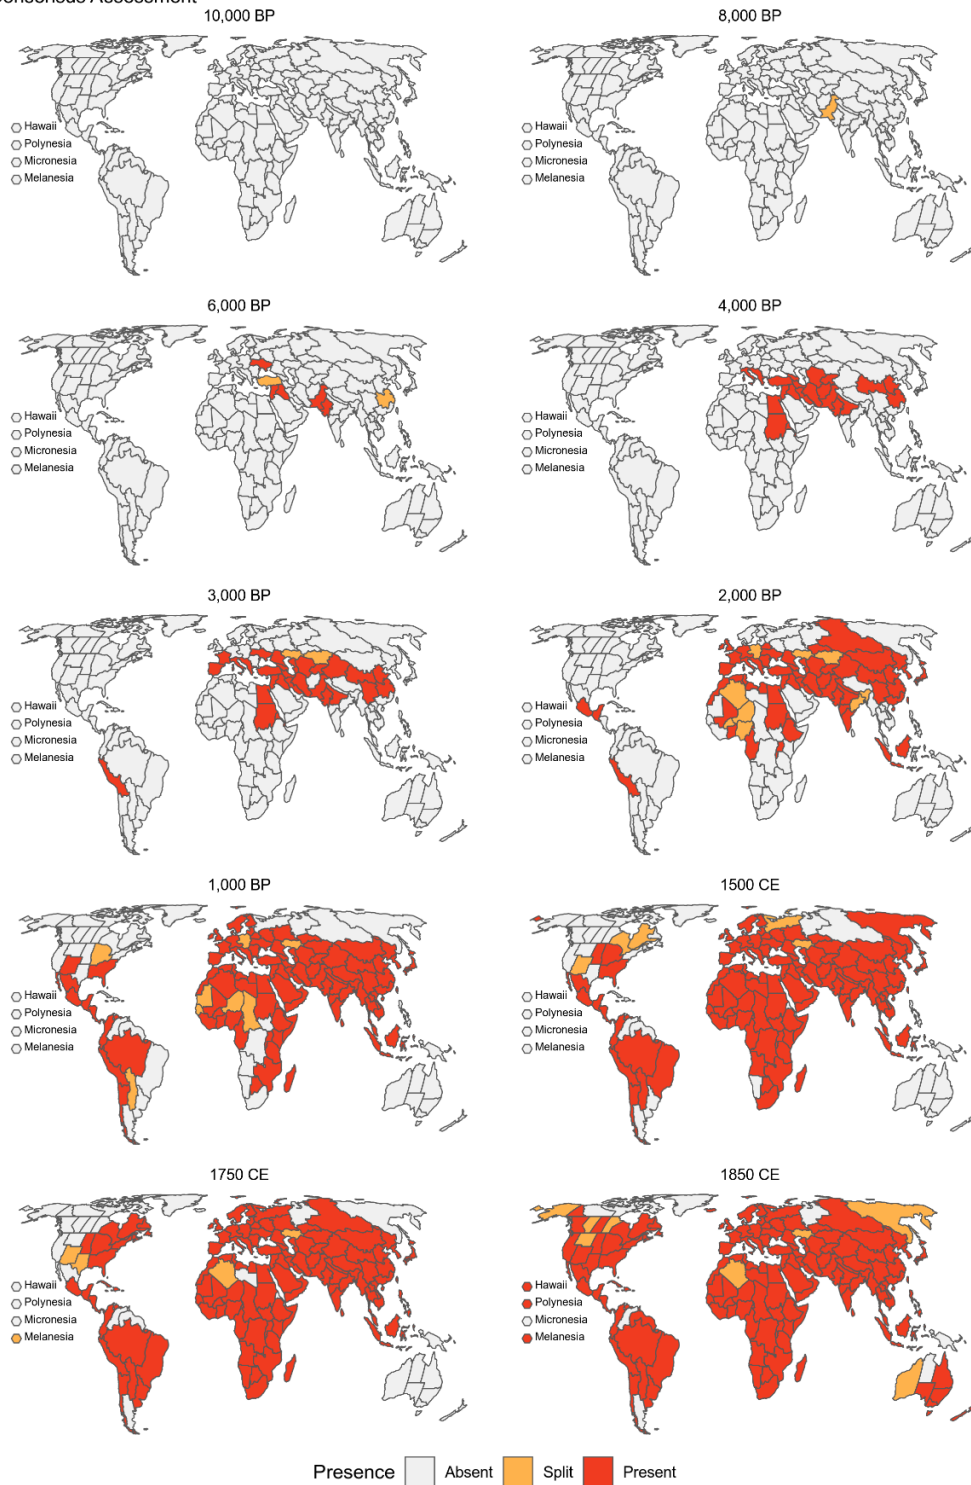 Consensus Assessment
10,000 BP
8,000 BP
Hawaii
Polynesia
Micronesia
Melanesia
Hawaii
Polynesia
Micronesia
Melanesia
6,000 BP
4,000 BP
Hawaii
Polynesia
Micronesia
Melanesia
Hawaii
Polynesia
Micronesia
Melanesia
3,000 BP
2,000 BP
Hawaii
Polynesia
Micronesia
Melanesia
Hawaii
Polynesia
Micronesia
Melanesia
1,000 BP
1500 CE
Hawaii
Polynesia
Micronesia
Melanesia
Hawaii
Polynesia
Micronesia
Melanesia
1750 CE
1850 CE
Hawaii
Polynesia
Micronesia
Melanesia
Hawaii
Polynesia
Micronesia
Melanesia
Presence Absent Split Present